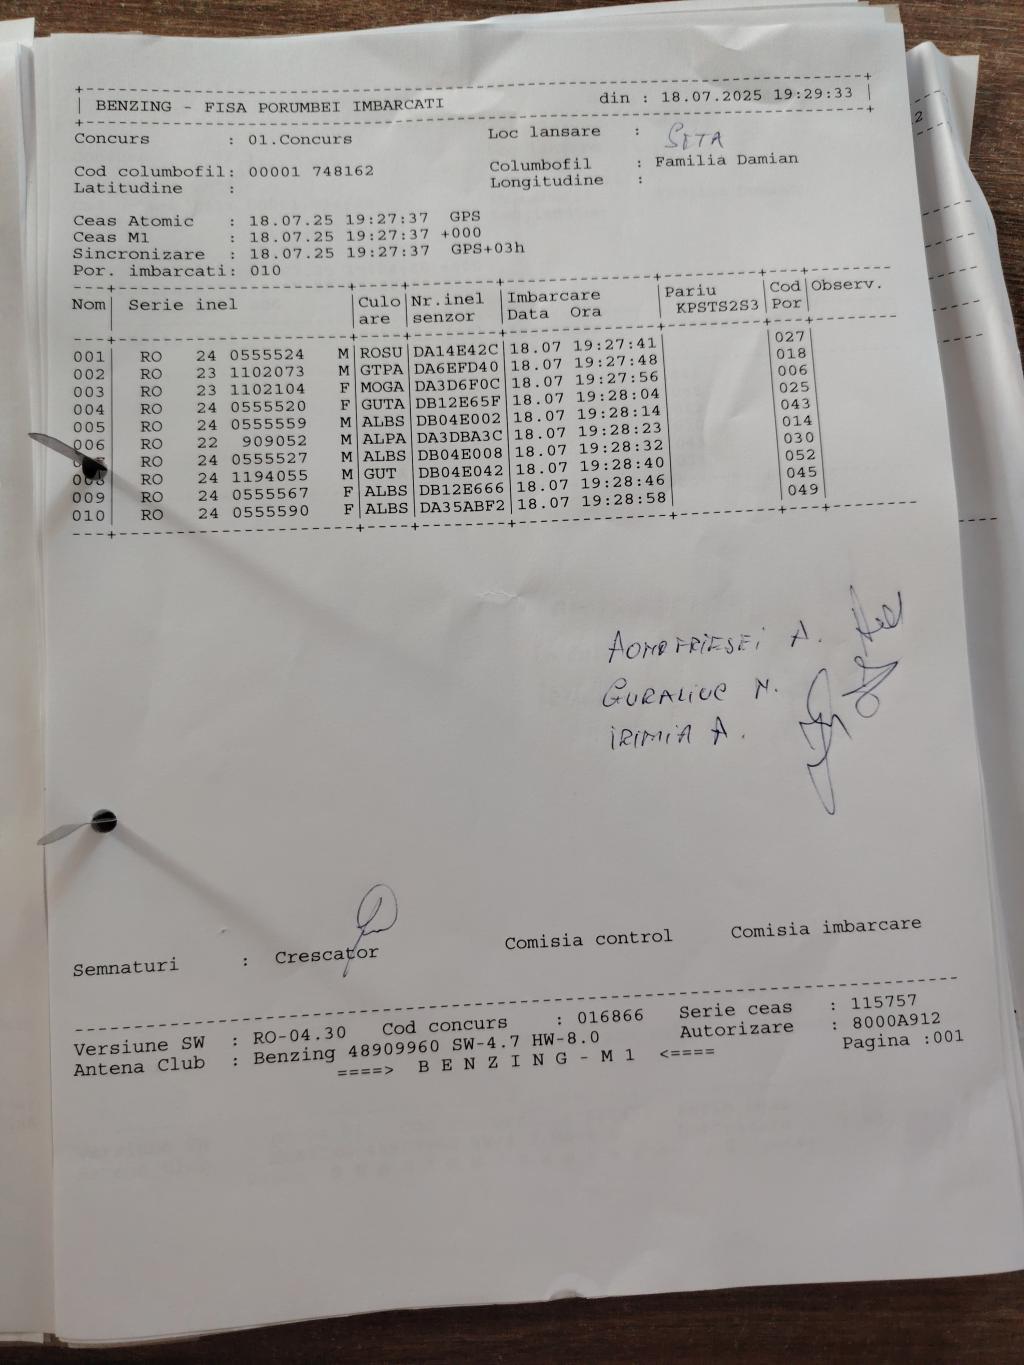 BENZING - FISA PORUMBEI IMBARCATI din : 18.07.2025 19:29:33
Concurs : 01.Concurs Loc lansare : SETA
Cod columbofil: 00001 748162 Columbofil : Familia Damian
Latitudine : Longitudine :
Ceas Atomic : 18.07.25 19:27:37 GPS
Ceas M1 : 18.07.25 19:27:37 +000
Sincronizare : 18.07.25 19:27:37 GPS+03h
Por. imbarcati: 010
Nom| Serie inel |Culo|Nr.inel |Imbarcare |Pariu |Cod|Observ.
| |are |senzor |Data Ora | KPSTS2S3|Por|
001| RO 24 0555524 M|ROSU|DA14E42C|18.07 19:27:41| |027|
002| RO 23 1102073 M|GTPA|DA6EFD40|18.07 19:27:48| |018|
003| RO 23 1102104 F|MOGA|DA3D6F0C|18.07 19:27:56| |006|
004| RO 24 0555520 F|GUTA|DB12E65F|18.07 19:28:04| |025|
005| RO 24 0555559 M|ALBS|DB04E002|18.07 19:28:14| |043|
006| RO 22 909052 M|ALPA|DA3DBA3C|18.07 19:28:23| |014|
RO 24 0555527 M|ALBS|DB04E008|18.07 19:28:32| |030|
008| RO 24 1194055 M|GUT |DB04E042|18.07 19:28:40| |052|
009| RO 24 0555567 F|ALBS|DB12E666|18.07 19:28:46| |045|
010| RO 24 0555590 F|ALBS|DA35ABF2|18.07 19:28:58| |049|
GURALIUC M.
IRIMIA A.
Semnaturi : Crescator Comisia control Comisia imbarcare
Versiune SW : RO-04.30 Cod concurs : 016866 Serie ceas : 115757
Antena Club : Benzing 48909960 SW-4.7 HW-8.0 Autorizare : 8000A912
====> B E N Z I N G - M 1 <==== Pagina :001